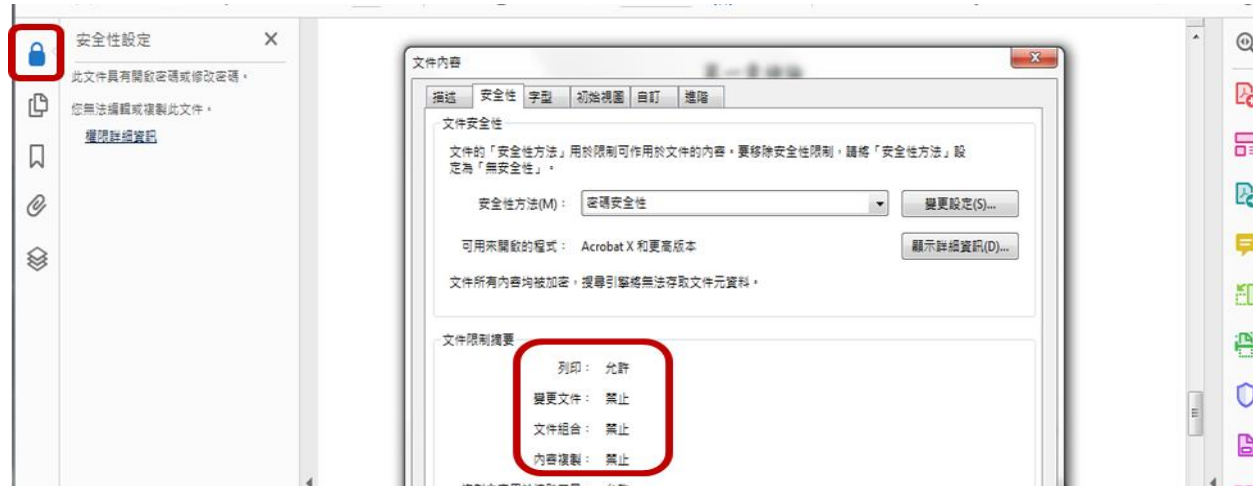 安全性設定
此文件具有開啟密碼或修改密碼。
您無法編輯或複製此文件。
權限詳細資訊
文件內容
描述 安全性 字型 初始視圖 自訂 進階
文件安全性
文件的「安全性方法」用於限制可作用於文件的內容。要移除安全性限制，請將「安全性方法」設
定為「無安全性」。
安全性方法(M)： 密碼安全性 變更設定(S)...
可用來開啟的程式： Acrobat X 和更高版本 顯示詳細資訊(D)...
文件所有內容均被加密，搜尋引擎將無法存取文件元資料。
文件限制摘要
列印： 允許
變更文件： 禁止
文件組合： 禁止
內容複製： 禁止